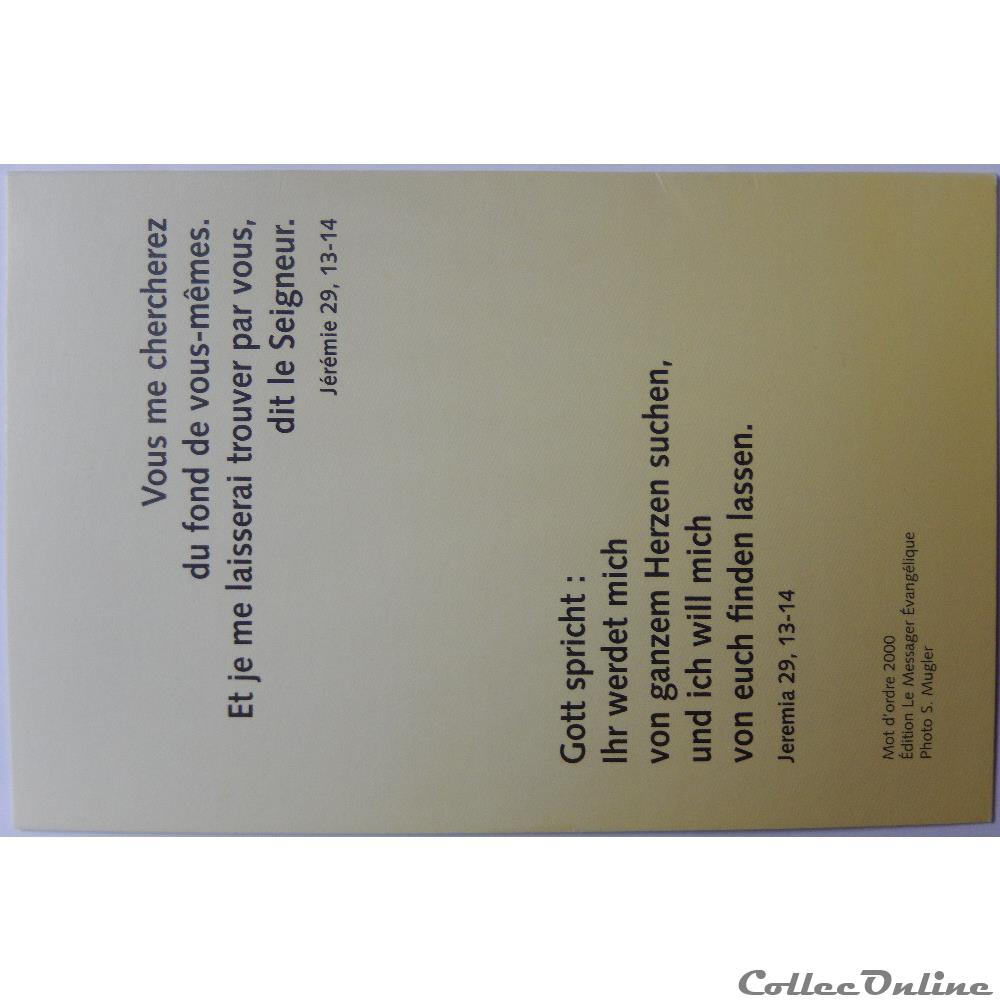 Vous me chercherez
du fond de vous-mêmes.
Et je me laisserai trouver par vous,
dit le Seigneur.
Jérémie 29, 13-14
Gott spricht :
Ihr werdet mich
von ganzem Herzen suchen,
und ich will mich
von euch finden lassen.
Jeremia 29, 13-14
Mot d'ordre 2000
Édition Le Messager Évangélique
Photo S. Mugler
CollecOnline